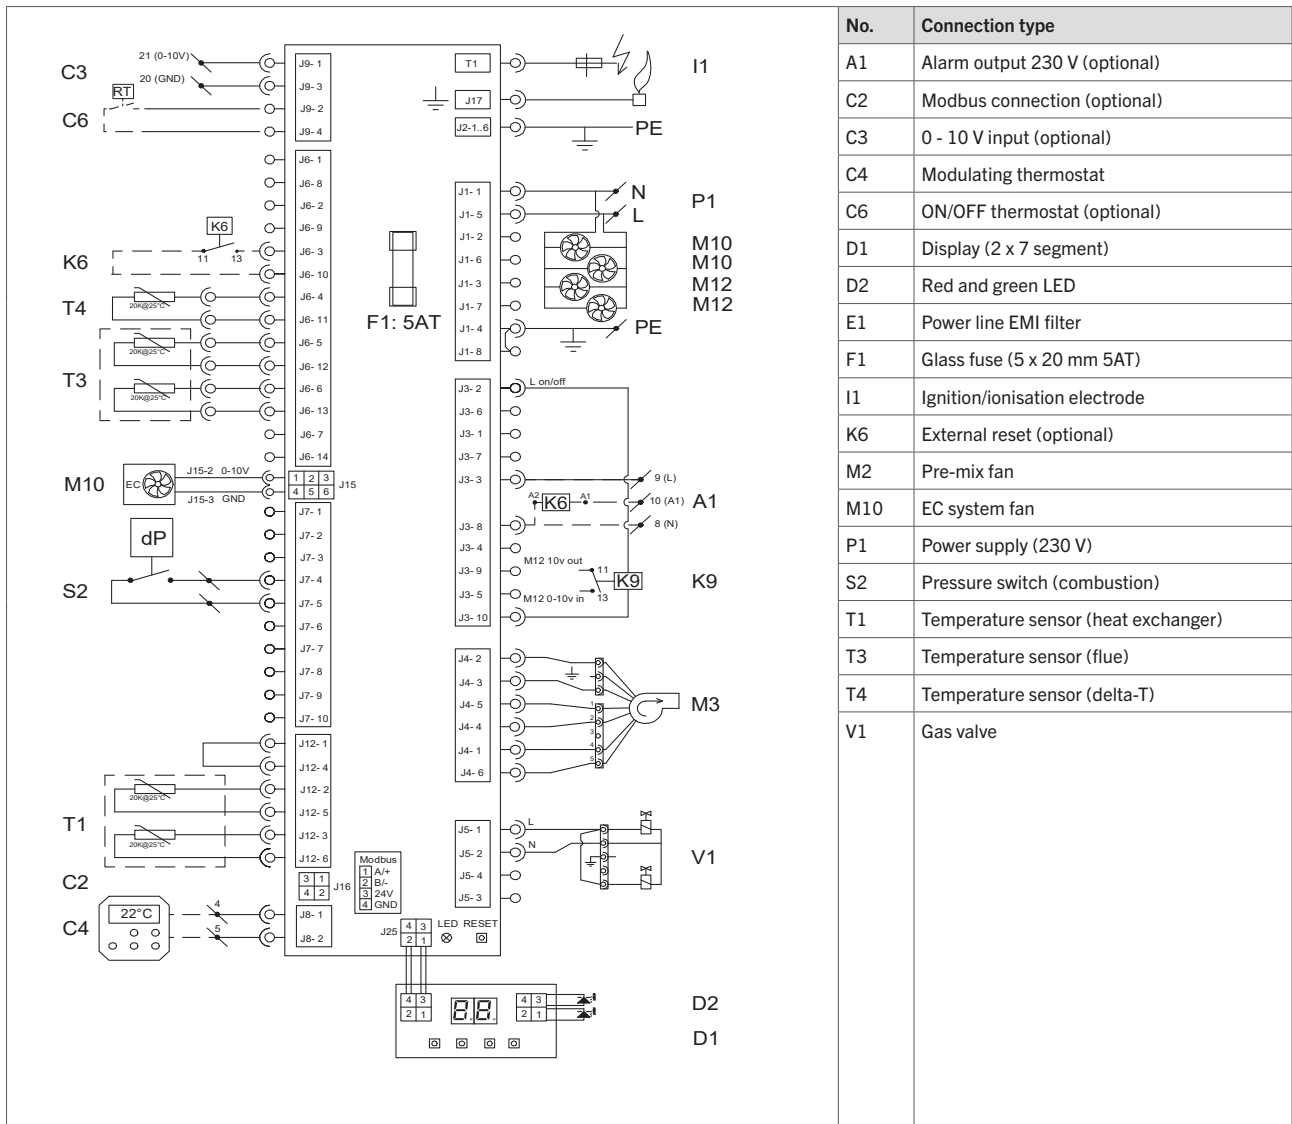 C3
21 (0-10V)
20 (GND)
RT
C6
J9- 1
J9- 3
J9- 2
J9- 4
J6- 1
J6- 8
J6- 2
J6- 9
J6- 3
J6- 10
J6- 4
J6- 11
J6- 5
J6- 12
J6- 6
J6- 13
J6- 7
J6- 14
K6
K6
11 13
T4
20K@25°C
T3
20K@25°C
20K@25°C
M10
EC
J15-2 0-10V
J15-3 GND
1 2 3
4 5 6
J15
J7- 1
J7- 2
J7- 3
J7- 4
J7- 5
J7- 6
J7- 7
J7- 8
J7- 9
J7- 10
dP
S2
J12- 1
J12- 4
J12- 2
J12- 5
J12- 3
J12- 6
T1
20K@25°C
20K@25°C
C2
3 1
4 2
J16
Modbus
1 A/+
2 B/-
3 24V
4 GND
C4
22°C
4
5
J8- 1
J8- 2
J25
4 3
2 1
LED RESET
F1: 5AT
T1
J17
J2-1..6
I1
PE
J1- 1
J1- 5
J1- 2
J1- 6
J1- 3
J1- 7
J1- 4
J1- 8
N
L
P1
M10
M10
M12
M12
PE
J3- 2
J3- 6
J3- 1
J3- 7
J3- 3
J3- 8
J3- 4
J3- 9
J3- 5
J3- 10
L on/off
9 (L)
A2 K6 A1
10 (A1)
A1
8 (N)
M12 10v out
11
K9
K9
M12 0-10v in
13
J4- 2
J4- 3
J4- 5
J4- 4
J4- 1
J4- 6
1
2
3
4
5
M3
J5- 1
J5- 2
J5- 4
J5- 3
L
N
V1
4 3
2 1
8.8.
4 3
2 1
D2
D1
No. Connection type
A1 Alarm output 230 V (optional)
C2 Modbus connection (optional)
C3 0 - 10 V input (optional)
C4 Modulating thermostat
C6 ON/OFF thermostat (optional)
D1 Display (2 x 7 segment)
D2 Red and green LED
E1 Power line EMI filter
F1 Glass fuse (5 x 20 mm 5AT)
I1 Ignition/ionisation electrode
K6 External reset (optional)
M2 Pre-mix fan
M10 EC system fan
P1 Power supply (230 V)
S2 Pressure switch (combustion)
T1 Temperature sensor (heat exchanger)
T3 Temperature sensor (flue)
T4 Temperature sensor (delta-T)
V1 Gas valve